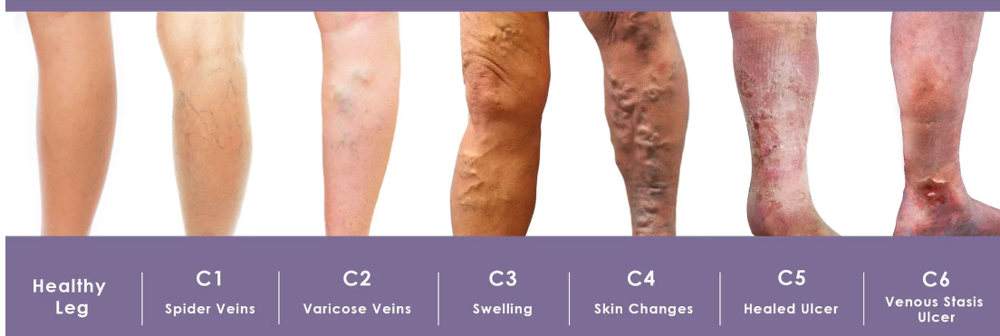 Healthy
Leg
C1
Spider Veins
C2
Varicose Veins
C3
Swelling
C4
Skin Changes
C5
Healed Ulcer
C6
Venous Stasis
Ulcer